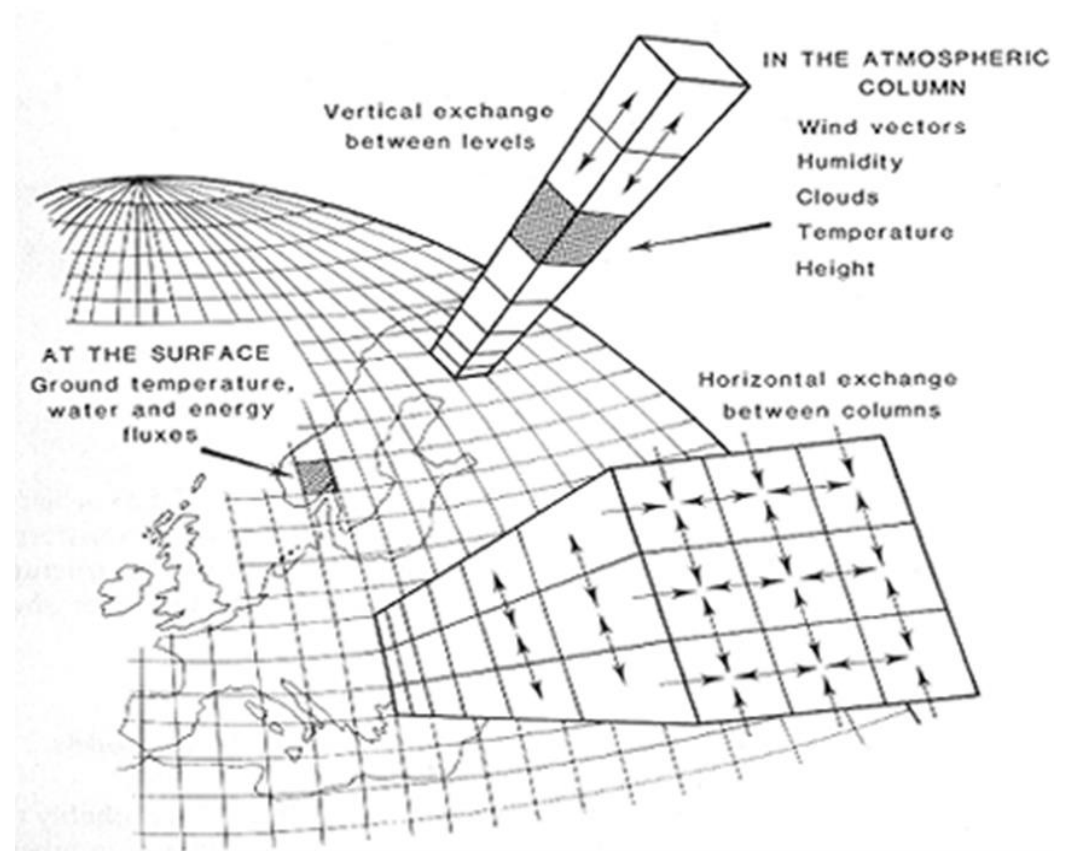 IN THE ATMOSPHERIC
COLUMN
Wind vectors
Humidity
Clouds
Temperature
Height
Vertical exchange
between levels
AT THE SURFACE
Ground temperature,
water and energy
fluxes
Horizontal exchange
between columns